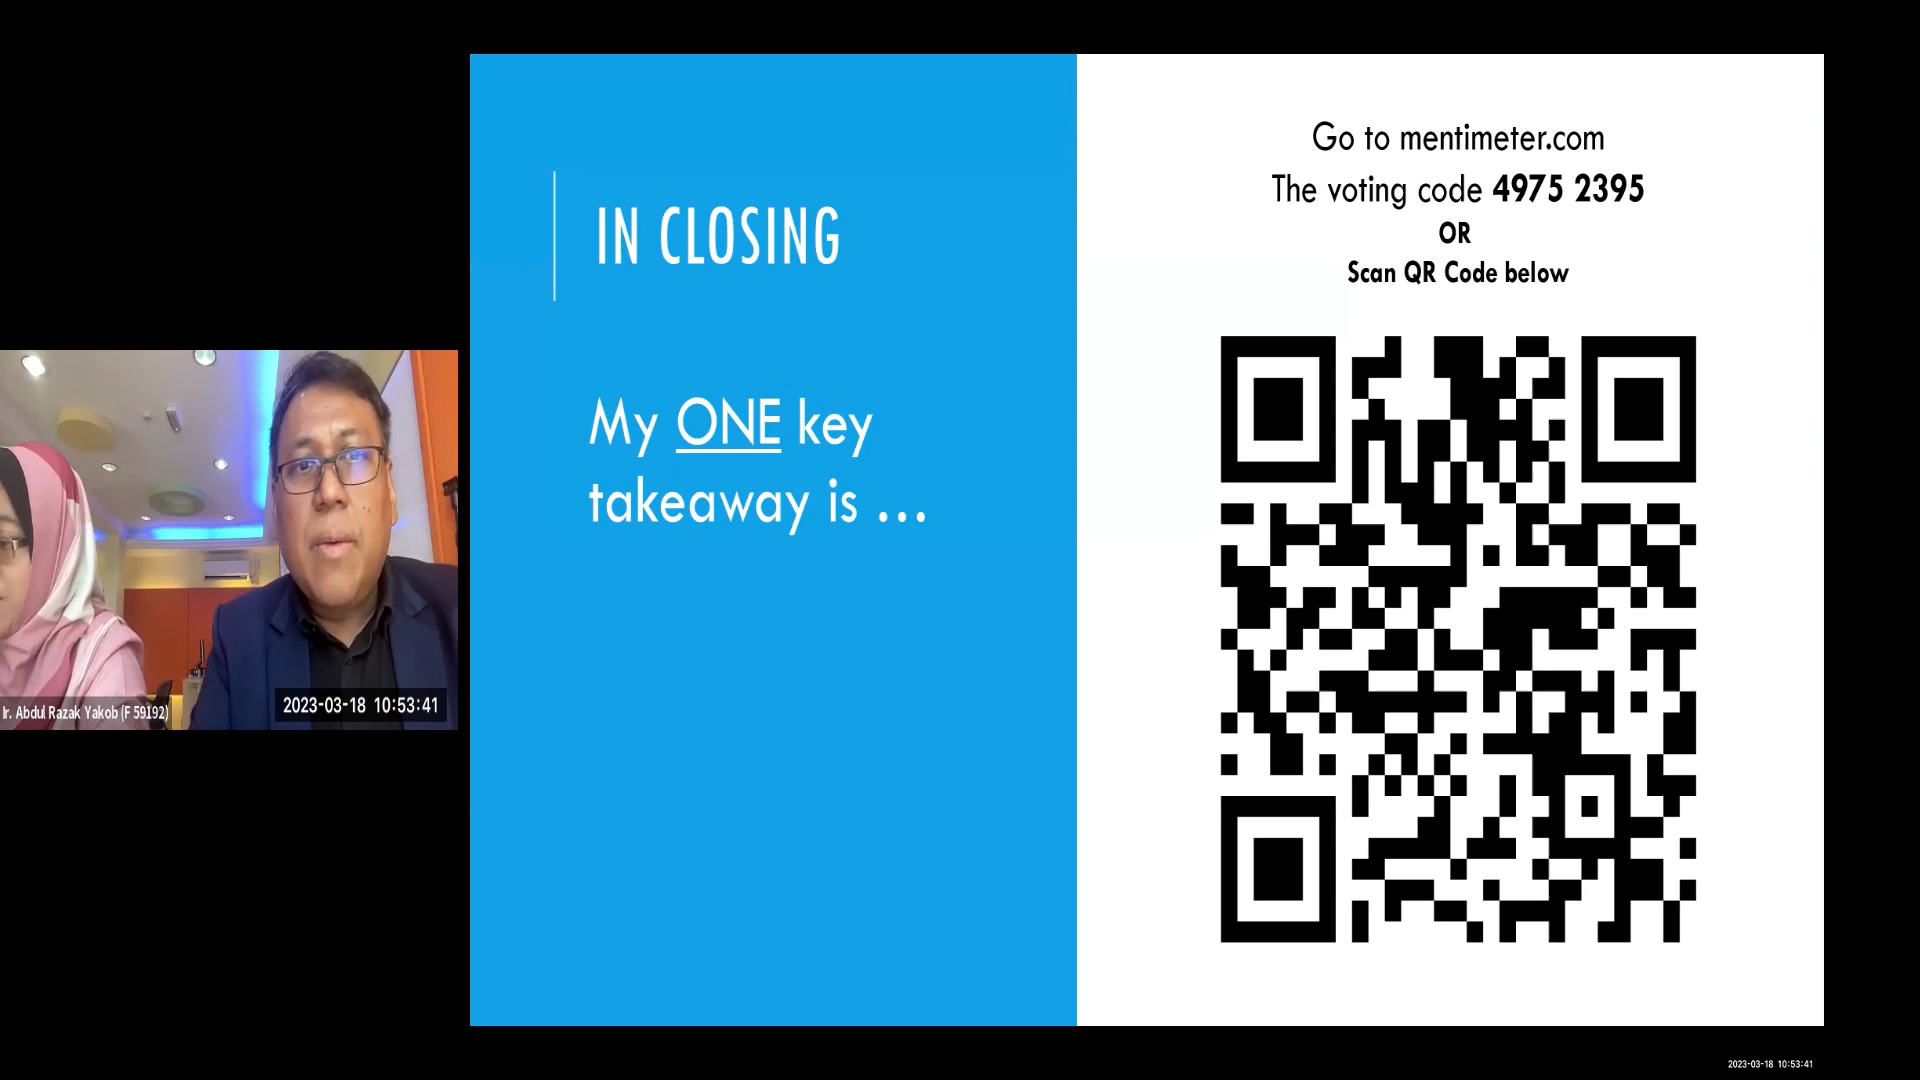 IN CLOSING
My ONE key
takeaway is ...
Go to mentimeter.com
The voting code 4975 2395
OR
Scan QR Code below
Ir. Abdul Razak Yakob (F 59192)
2023-03-18 10:53:41
2023-03-18 10:53:41